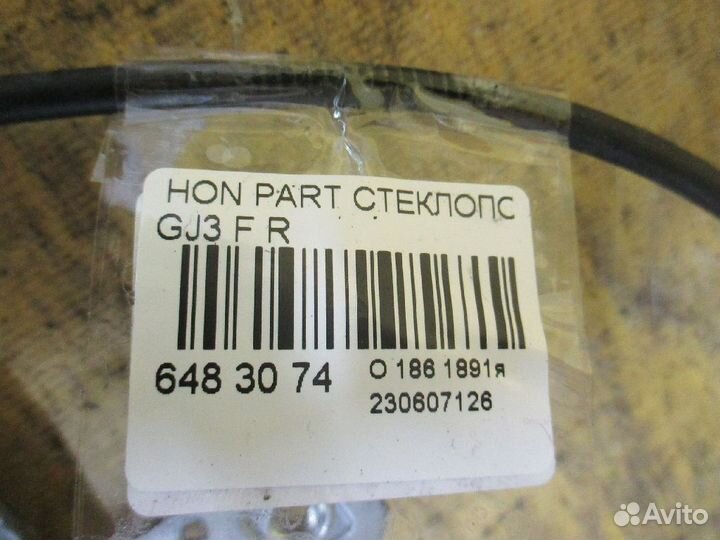 HON PART СТЕКЛОПС
GJ3 F R
648 30 74
О 186 1891я
230607126
Avito